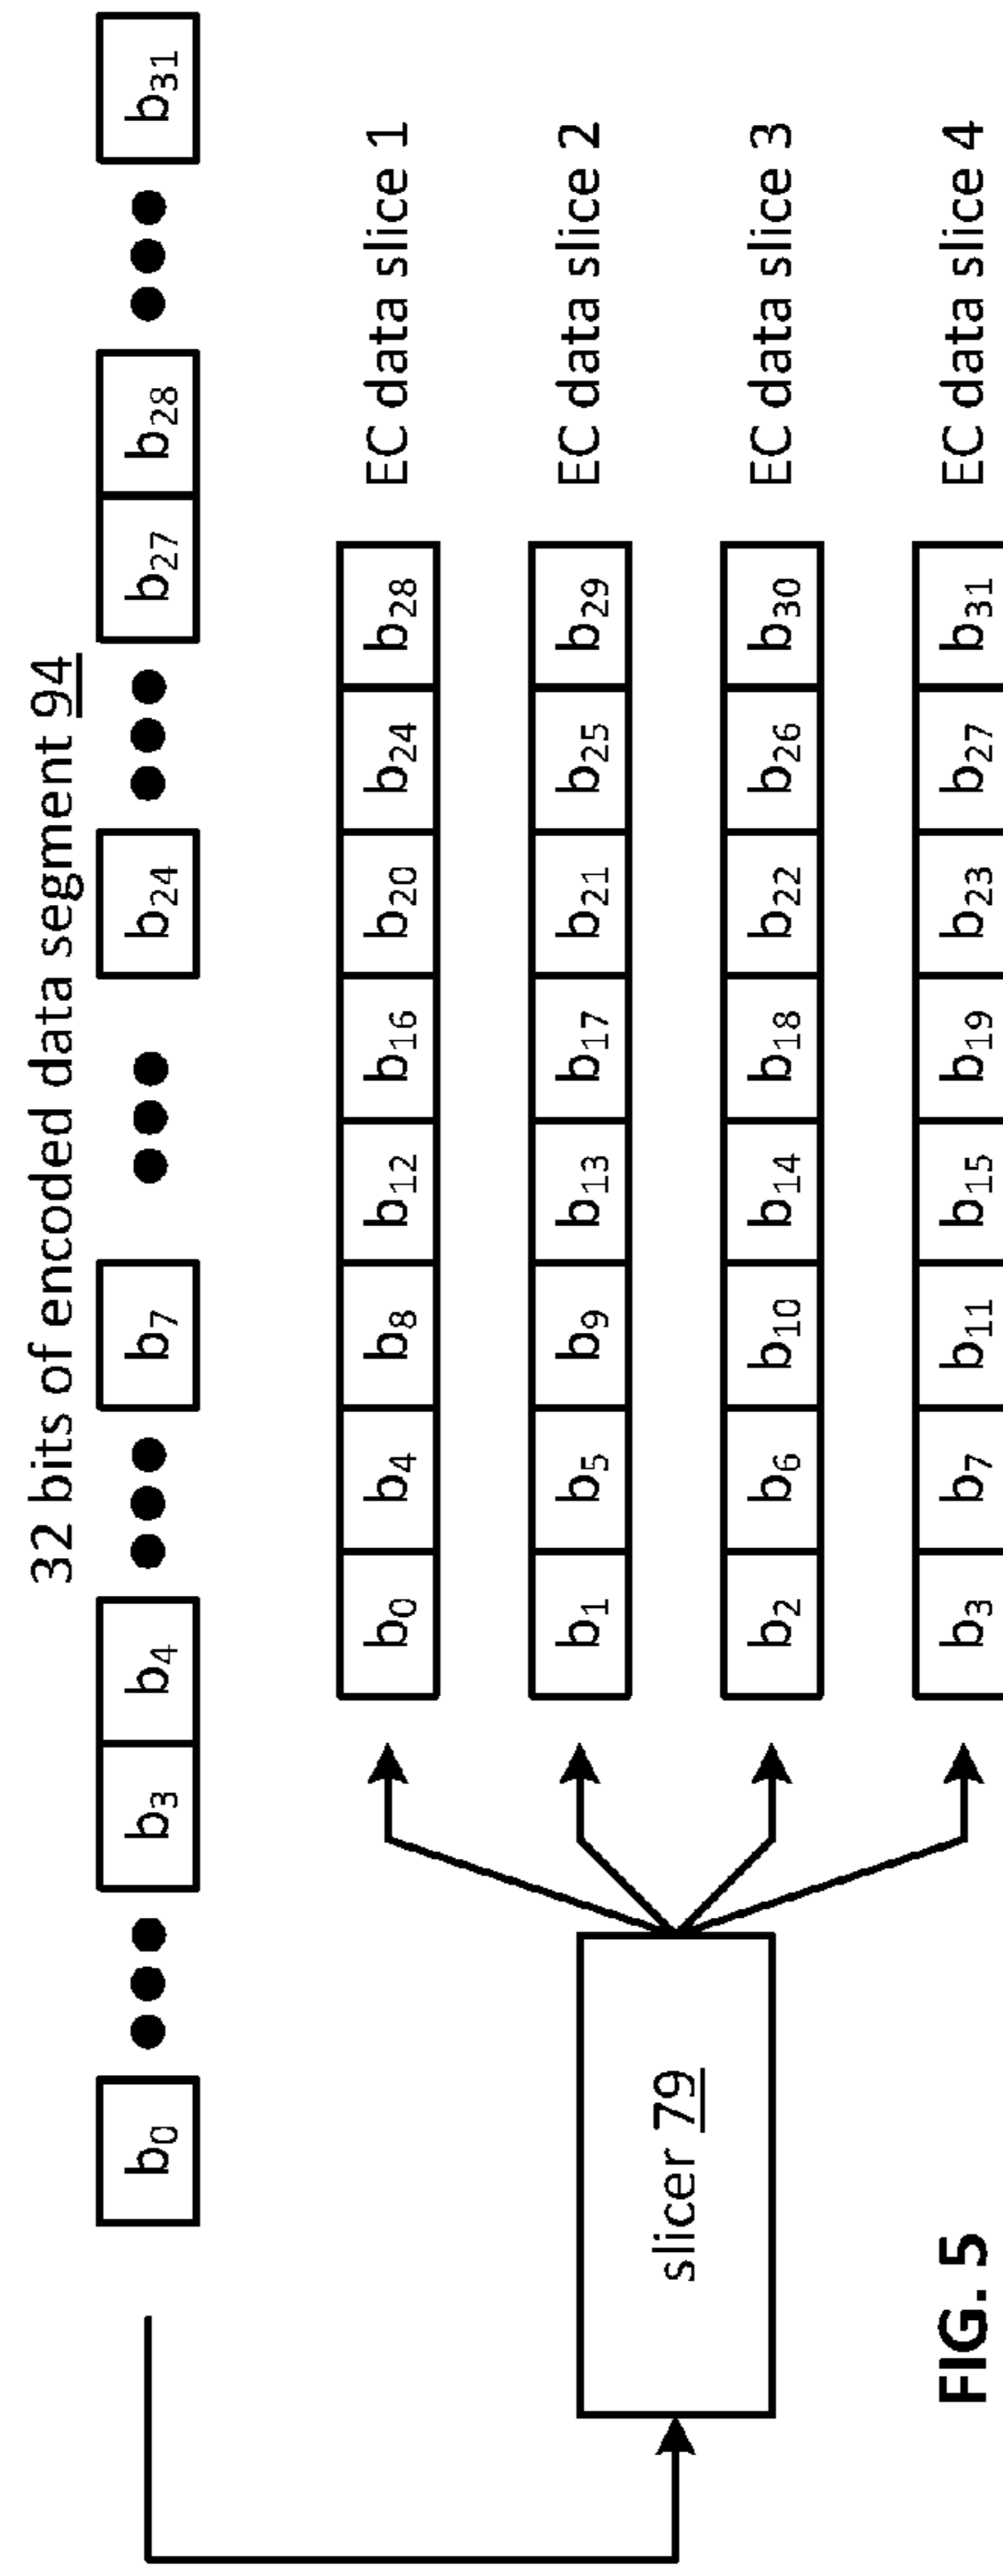 32 bits of encoded data segment 94
b0 b3 b4 b7 b24 b27 b28 b31
b0 b4 b8 b12 b16 b20 b24 b28 EC data slice 1
b1 b5 b9 b13 b17 b21 b25 b29 EC data slice 2
slicer 79
b2 b6 b10 b14 b18 b22 b26 b30 EC data slice 3
b3 b7 b11 b15 b19 b23 b27 b31 EC data slice 4
FIG. 5